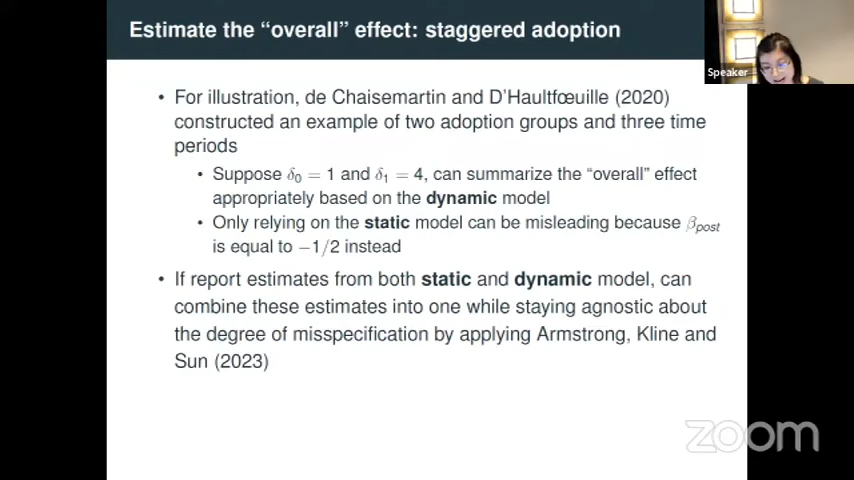 Estimate the “overall” effect: staggered adoption
Speaker
• For illustration, de Chaisemartin and D'Haultfœuille (2020)
constructed an example of two adoption groups and three time
periods
• Suppose δ₀ = 1 and δ₁ = 4, can summarize the “overall” effect
appropriately based on the dynamic model
• Only relying on the static model can be misleading because βpost
is equal to −1/2 instead
• If report estimates from both static and dynamic model, can
combine these estimates into one while staying agnostic about
the degree of misspecification by applying Armstrong, Kline and
Sun (2023)
zoom